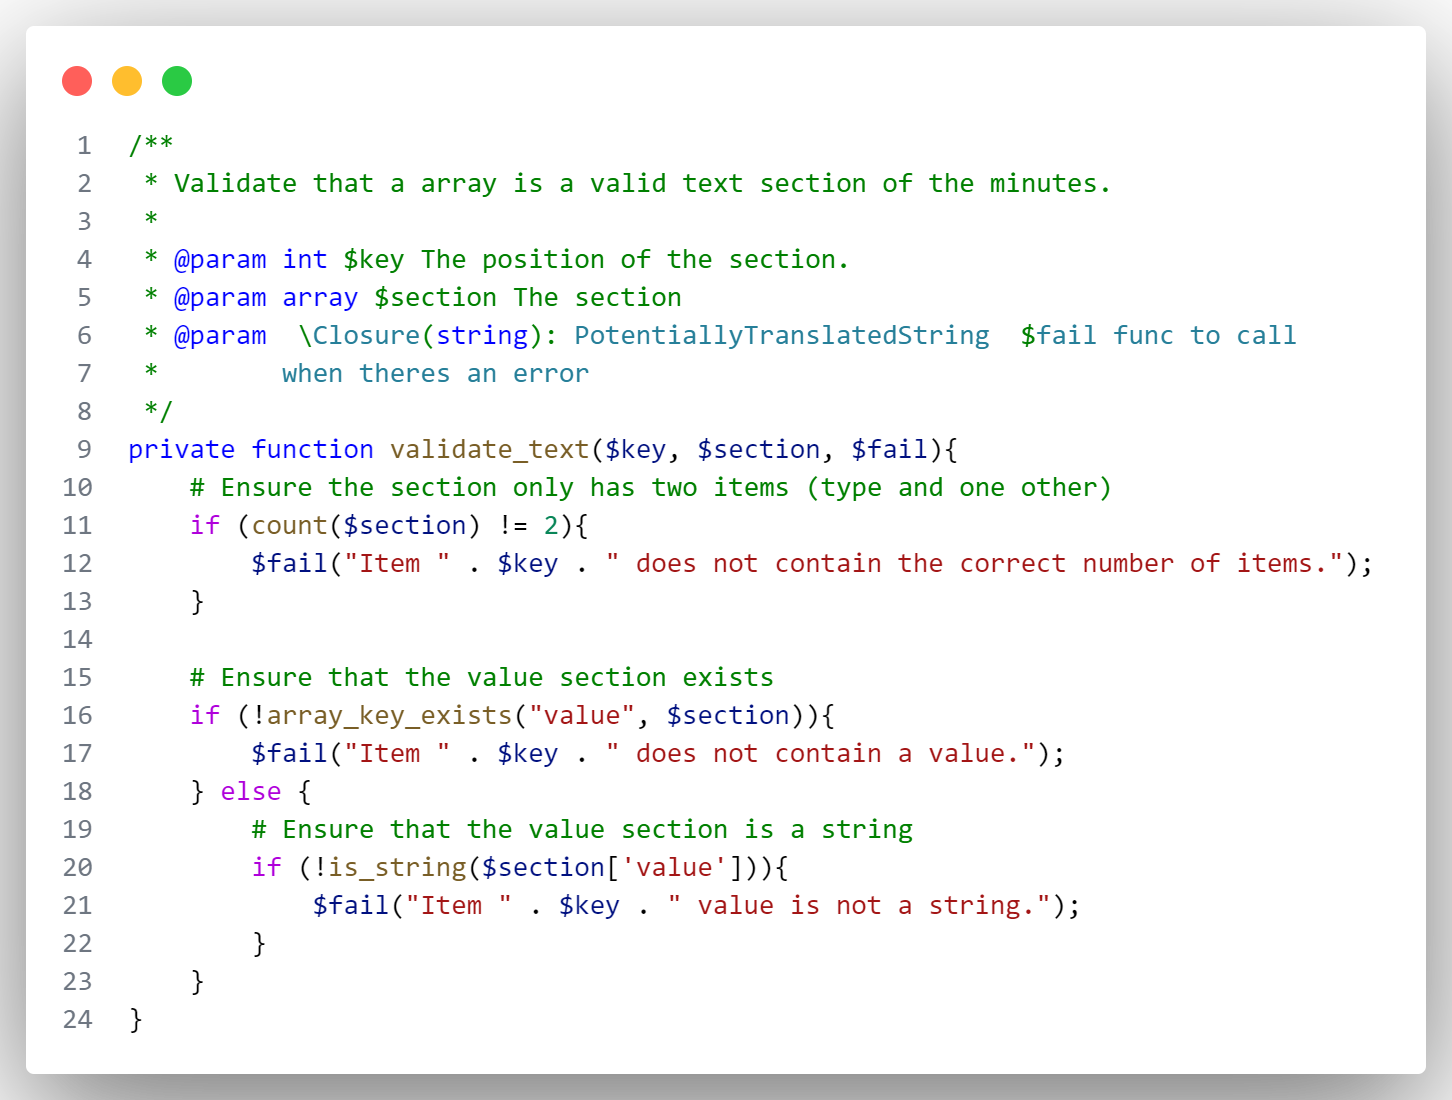 1 /**
2  * Validate that a array is a valid text section of the minutes.
3  *
4  * @param int $key The position of the section.
5  * @param array $section The section
6  * @param  \Closure(string): PotentiallyTranslatedString  $fail func to call
7  *        when theres an error
8  */
9 private function validate_text($key, $section, $fail){
10     # Ensure the section only has two items (type and one other)
11     if (count($section) != 2){
12         $fail("Item " . $key . " does not contain the correct number of items.");
13     }
14
15     # Ensure that the value section exists
16     if (!array_key_exists("value", $section)){
17         $fail("Item " . $key . " does not contain a value.");
18     } else {
19         # Ensure that the value section is a string
20         if (!is_string($section['value'])){
21             $fail("Item " . $key . " value is not a string.");
22         }
23     }
24 }